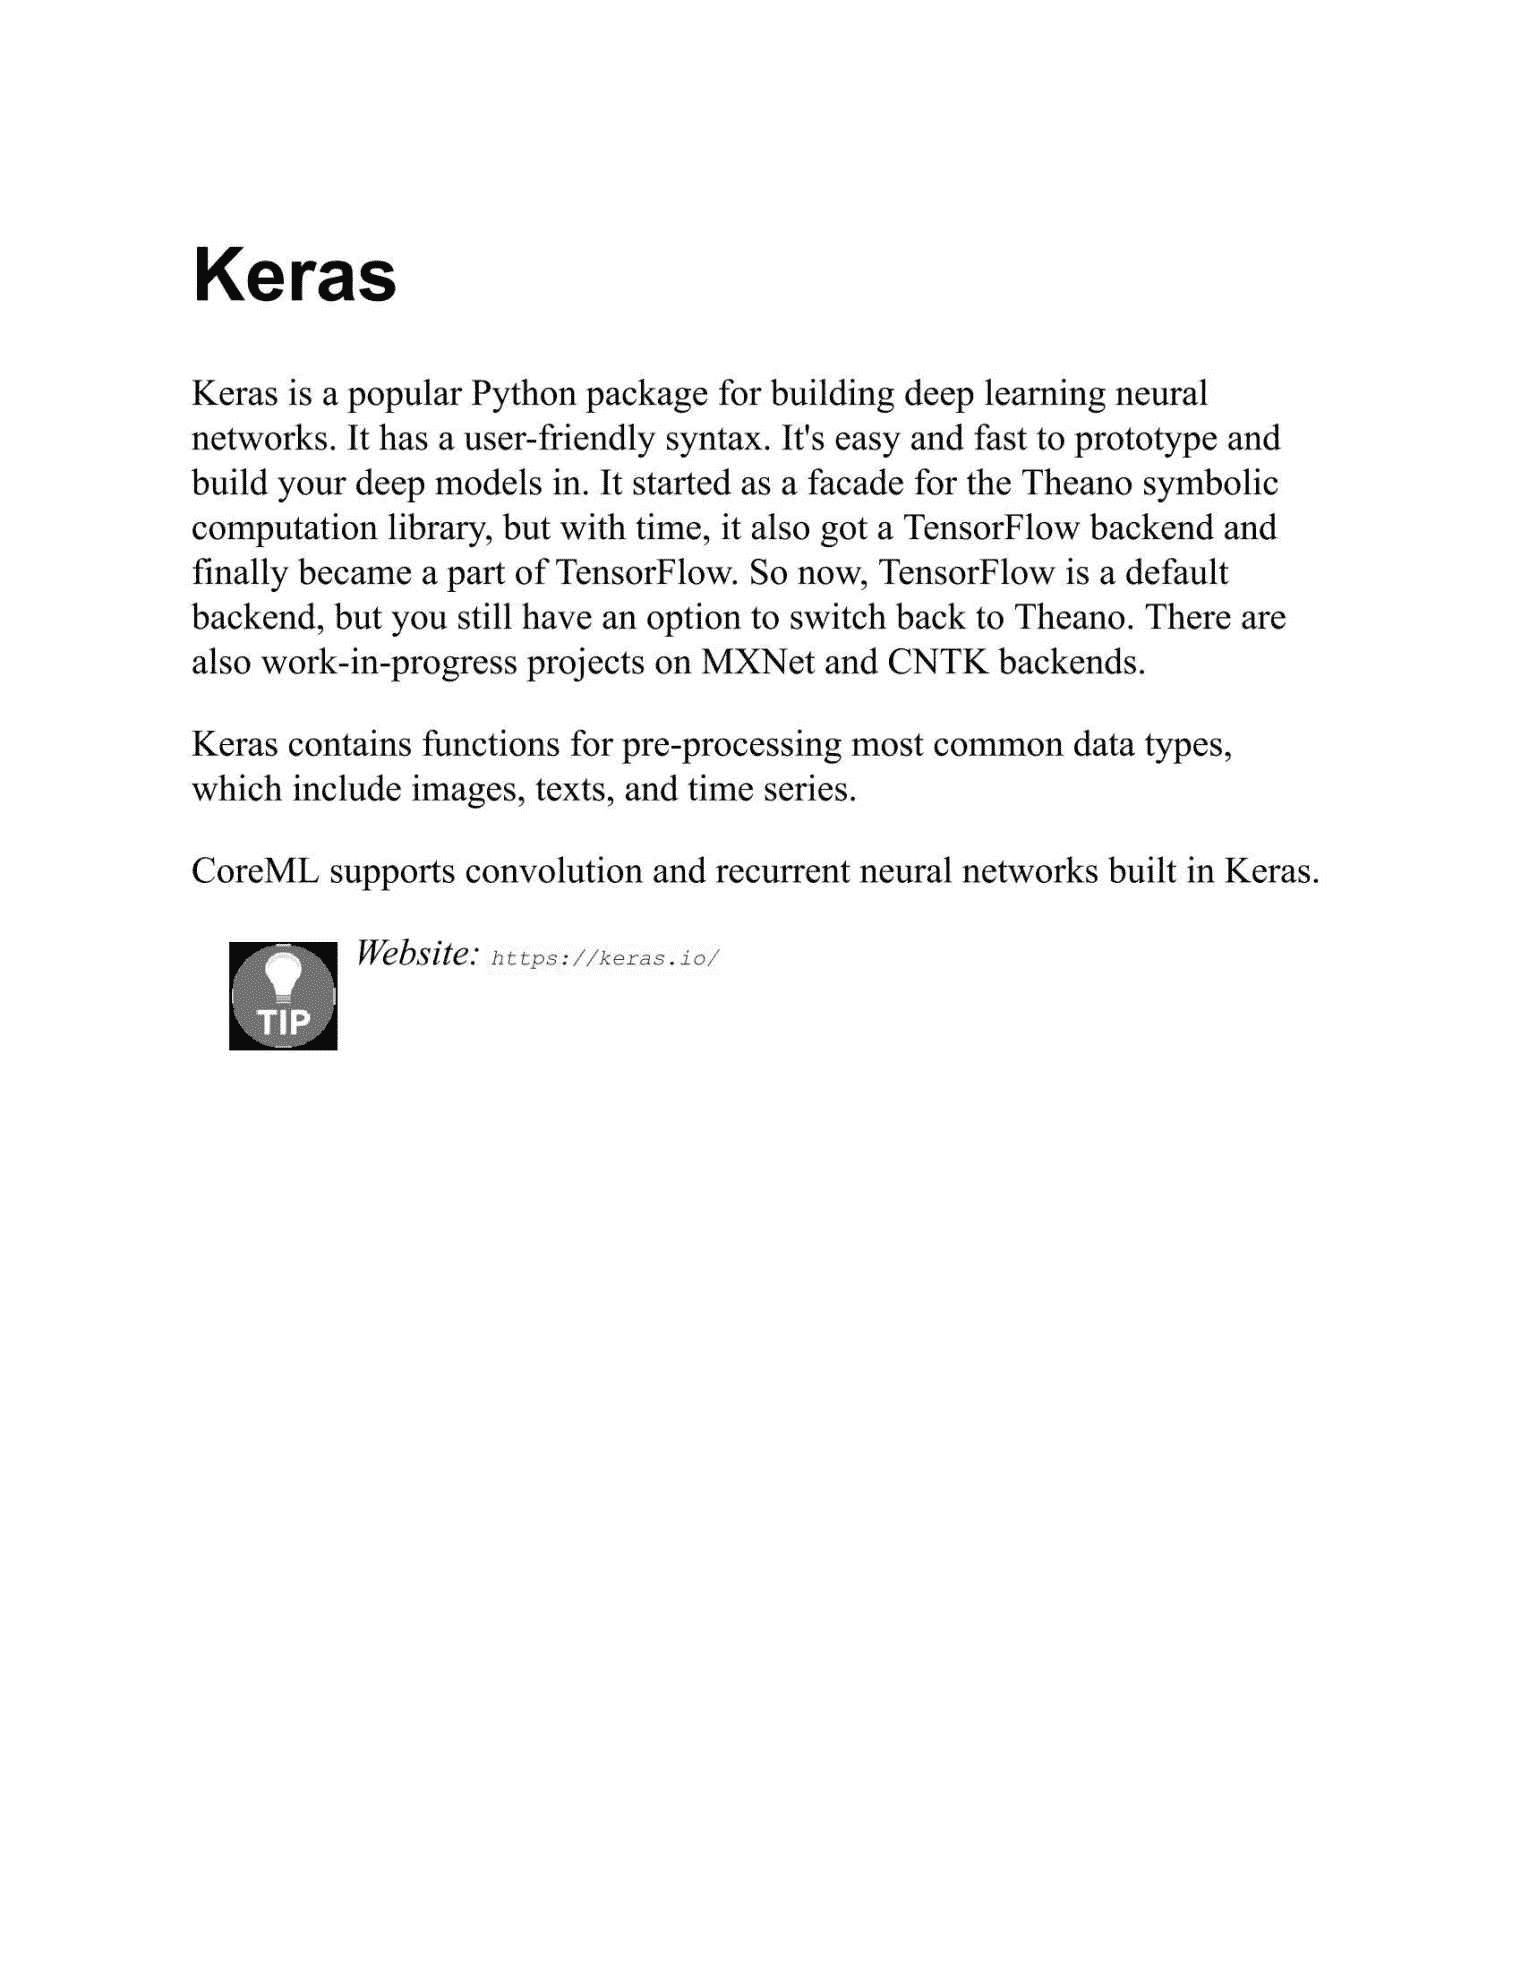 Keras
Keras is a popular Python package for building deep learning neural
networks. It has a user-friendly syntax. It's easy and fast to prototype and
build your deep models in. It started as a facade for the Theano symbolic
computation library, but with time, it also got a TensorFlow backend and
finally became a part of TensorFlow. So now, TensorFlow is a default
backend, but you still have an option to switch back to Theano. There are
also work-in-progress projects on MXNet and CNTK backends.
Keras contains functions for pre-processing most common data types,
which include images, texts, and time series.
CoreML supports convolution and recurrent neural networks built in Keras.
Website: https://keras.io/
TIP